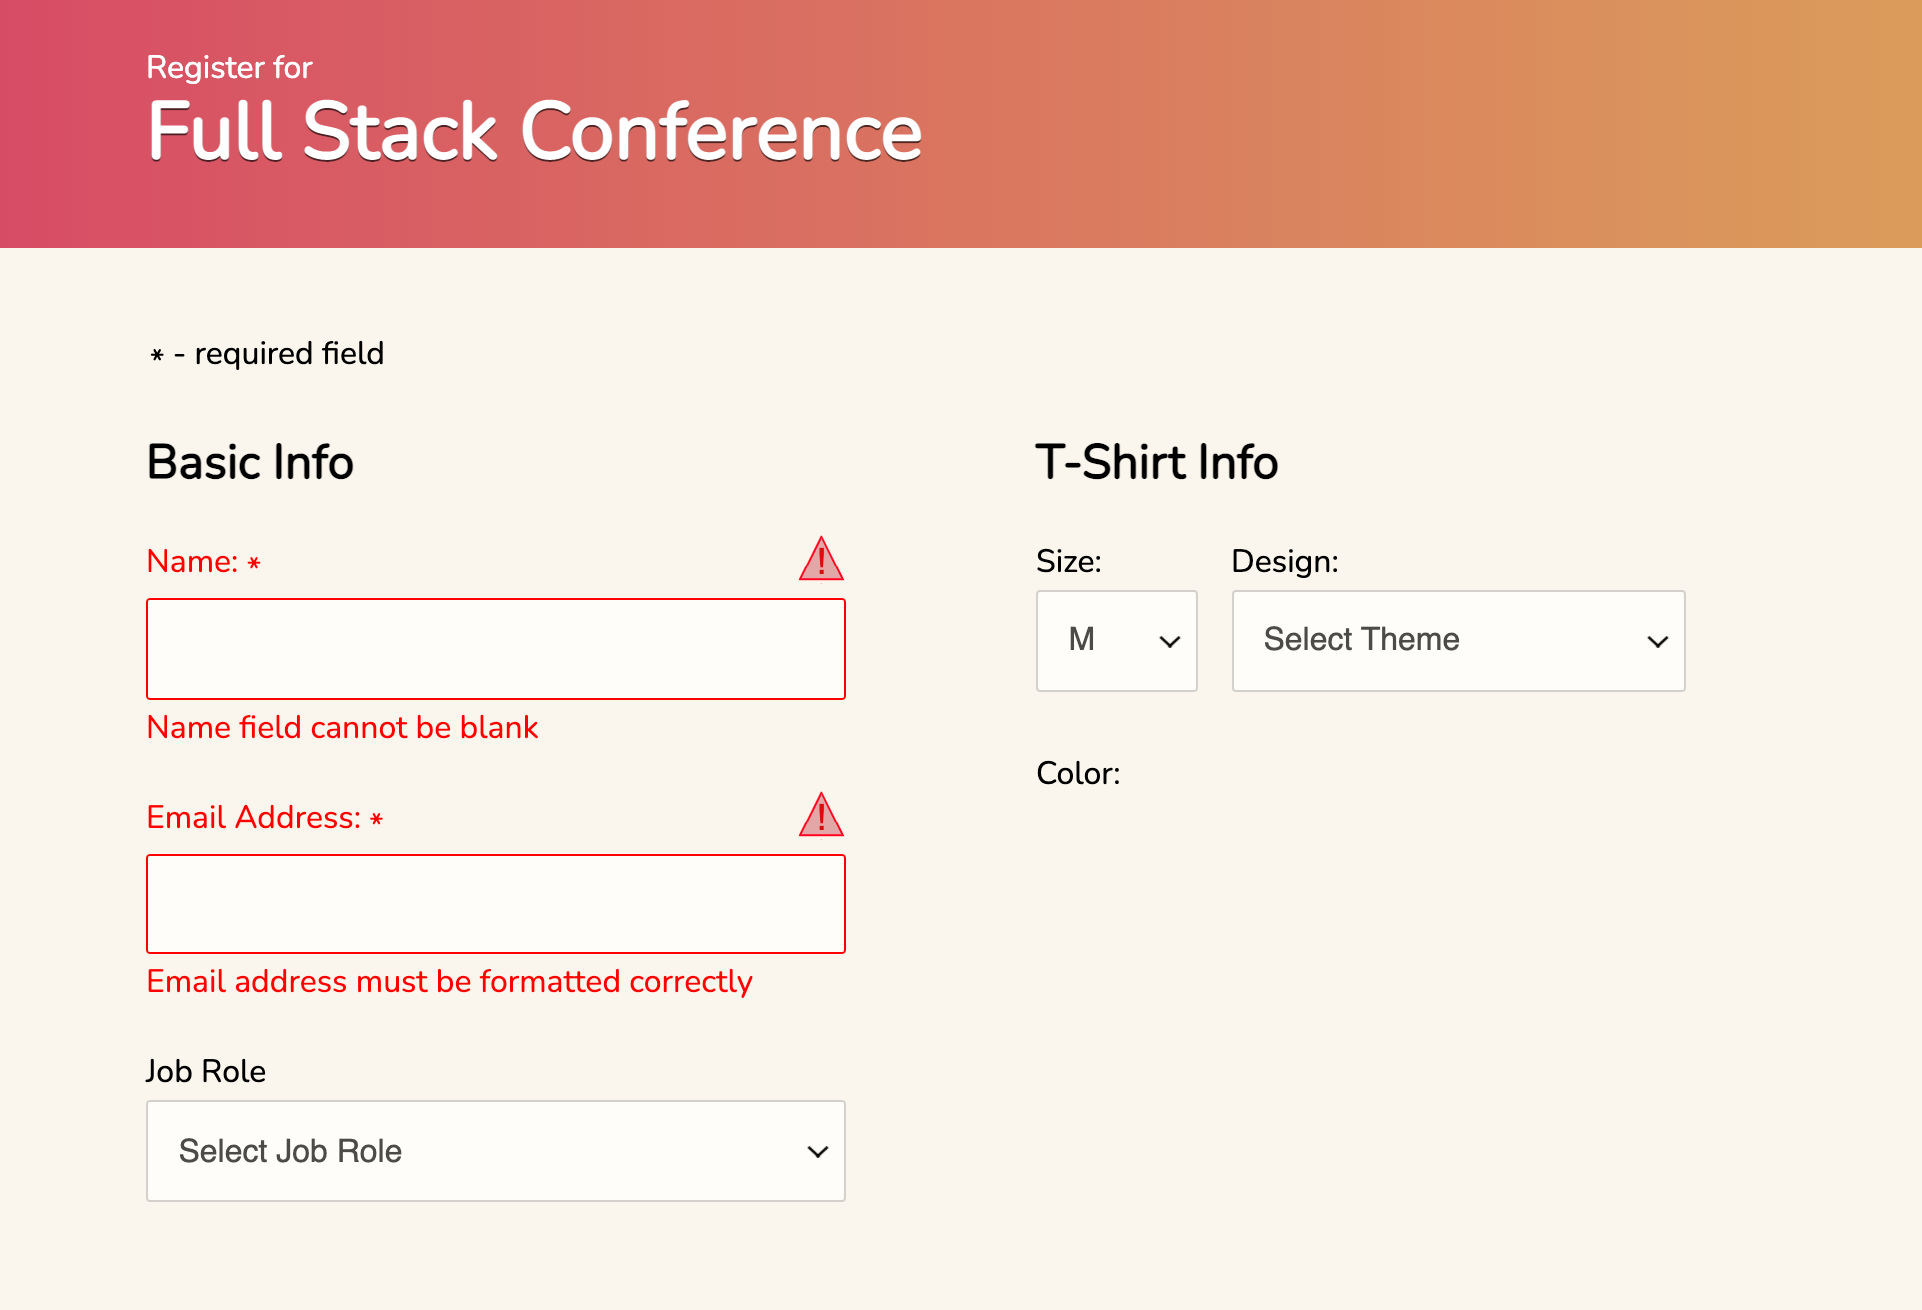 Register for
Full Stack Conference
* - required field
Basic Info
Name: *
Name field cannot be blank
Email Address: *
Email address must be formatted correctly
Job Role
Select Job Role
T-Shirt Info
Size: Design:
M Select Theme
Color: